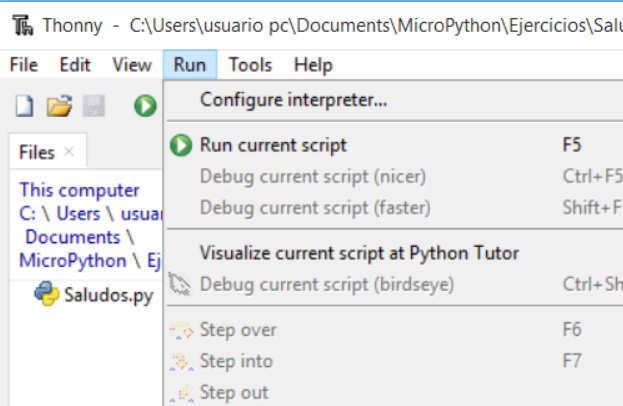 Thonny - C:\Users\usuario pc\Documents\MicroPython\Ejercicios\Salu
File Edit View Run Tools Help
Configure interpreter...
Files ×
Run current script F5
Debug current script (nicer) Ctrl+F5
Debug current script (faster) Shift+F
Visualize current script at Python Tutor
Debug current script (birdseye) Ctrl+Sh
Step over F6
Step into F7
Step out
This computer
C: \ Users \ usuar
Documents \
MicroPython \ Ej
Saludos.py